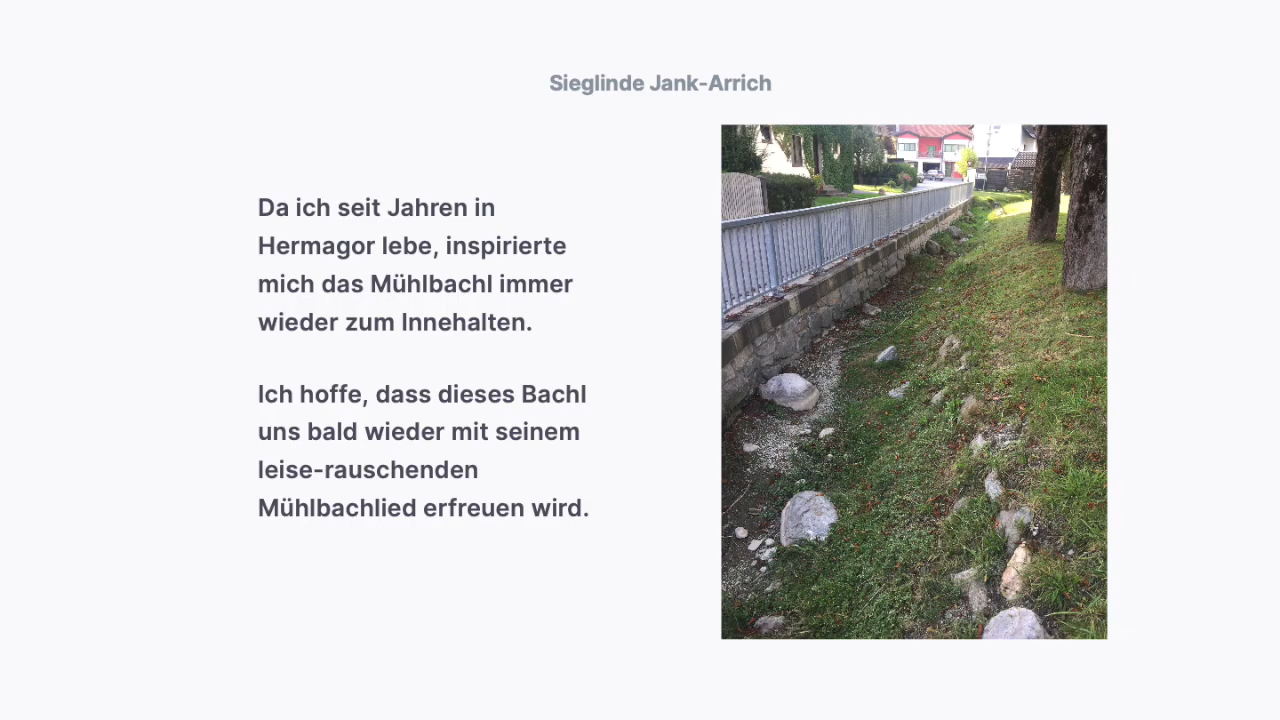 Sieglinde Jank-Arrich
Da ich seit Jahren in
Hermagor lebe, inspirierte
mich das Mühlbachl immer
wieder zum Innehalten.
Ich hoffe, dass dieses Bachl
uns bald wieder mit seinem
leise-rauschenden
Mühlbachlied erfreuen wird.